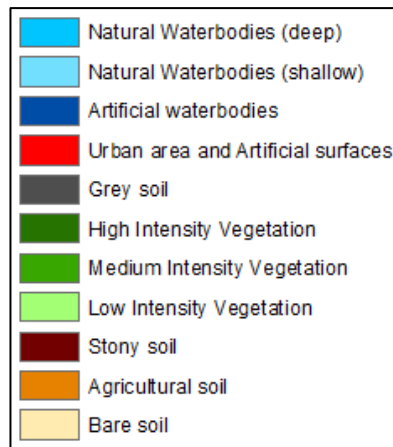 Natural Waterbodies (deep)
Natural Waterbodies (shallow)
Artificial waterbodies
Urban area and Artificial surfaces
Grey soil
High Intensity Vegetation
Medium Intensity Vegetation
Low Intensity Vegetation
Stony soil
Agricultural soil
Bare soil